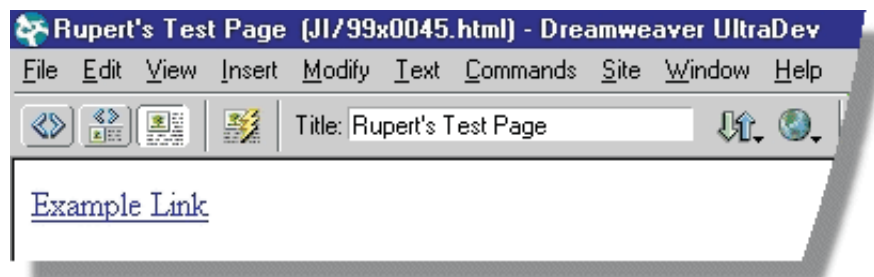 Rupert's Test Page (JI/99x0045.html) - Dreamweaver UltraDev
File Edit View Insert Modify Text Commands Site Window Help
Title: Rupert's Test Page
Example Link